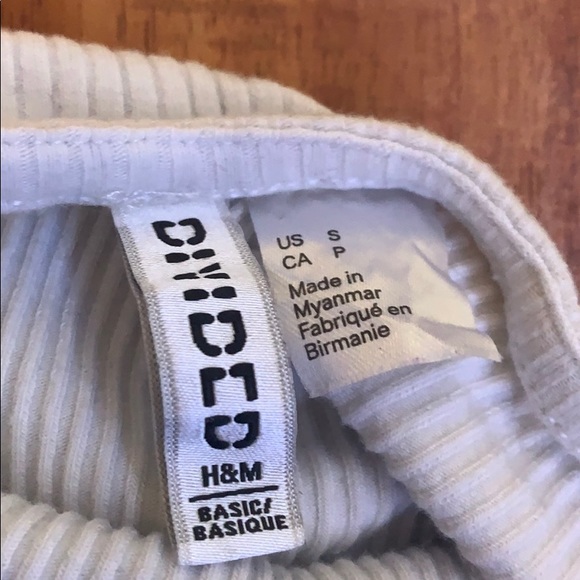 DIVIDED
H&M
BASIC/
BASIQUE
US S
CA P
Made in
Myanmar
Fabriqué en
Birmanie